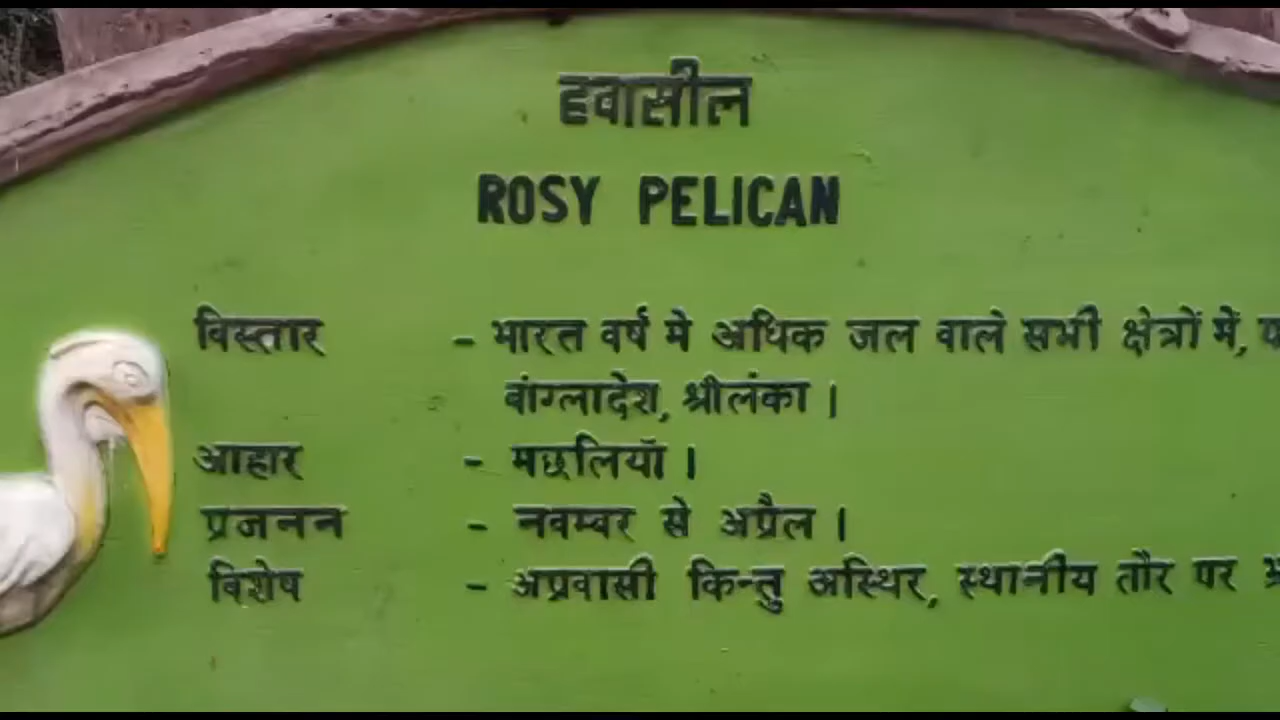 हवासील
ROSY PELICAN
विस्तार - भारत वर्ष मे अधिक जल वाले सभी क्षेत्रों में,
बांग्लादेश, श्रीलंका ।
आहार - मछलियाॅ ।
प्रजनन - नवम्बर से अप्रैल ।
विशेष - अप्रवासी किन्तु अस्थिर, स्थानीय तौर पर